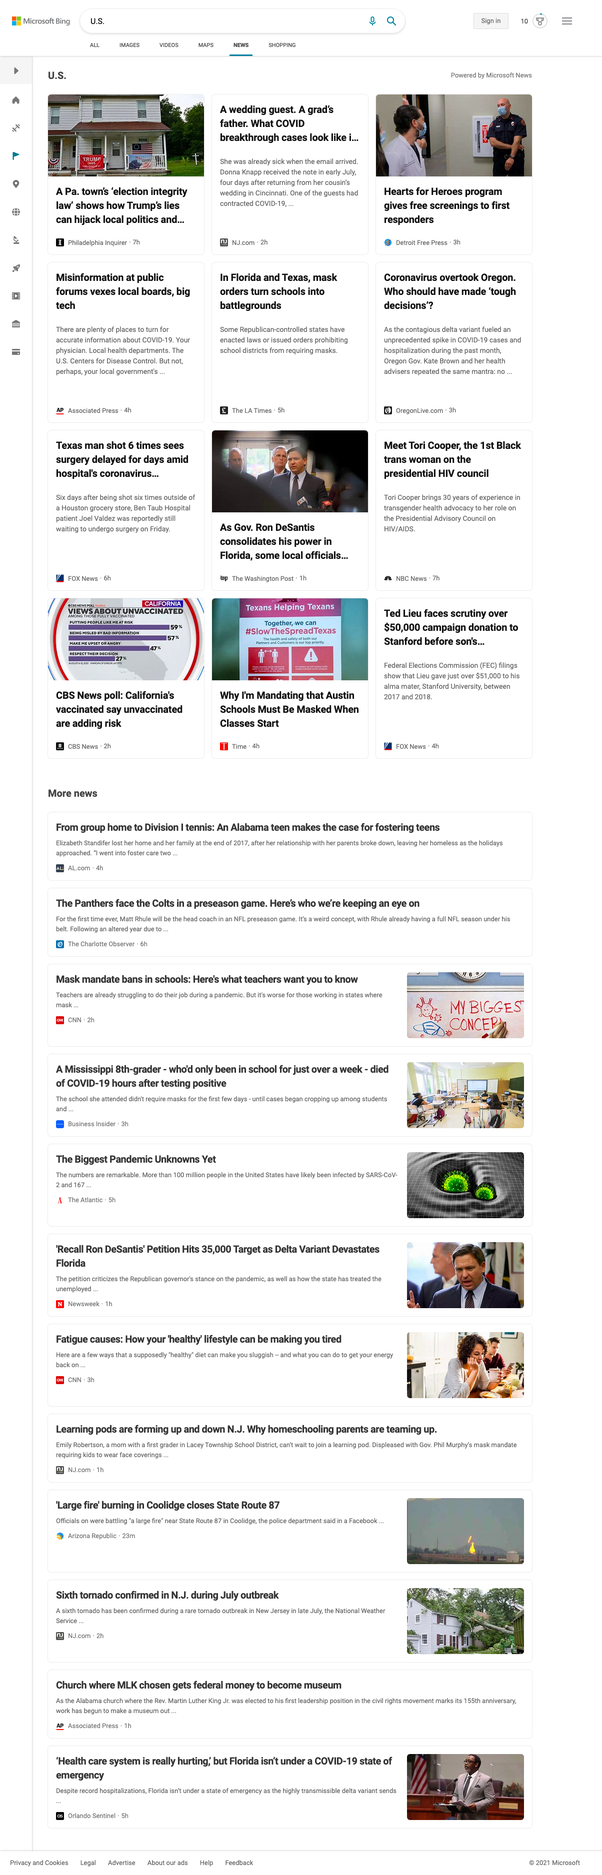 Microsoft Bing
U.S.
Sign in
10
ALL
IMAGES
VIDEOS
MAPS
NEWS
SHOPPING
U.S.
Powered by Microsoft News
TRUMP
A Pa. town's 'election integrity
law' shows how Trump's lies
can hijack local politics and...
Philadelphia Inquirer · 7h
A wedding guest. A grad's
father. What COVID
breakthrough cases look like i...
She was already sick when the email arrived.
Donna Knapp received the note in early July,
four days after returning from her cousin's
wedding in Cincinnati. One of the guests had
contracted COVID-19, ...
NJ.com · 2h
Hearts for Heroes program
gives free screenings to first
responders
Detroit Free Press · 3h
Misinformation at public
forums vexes local boards, big
tech
There are plenty of places to turn for
accurate information about COVID-19. Your
physician. Local health departments. The
U.S. Centers for Disease Control. But not,
perhaps, your local government's ...
AP Associated Press · 4h
In Florida and Texas, mask
orders turn schools into
battlegrounds
Some Republican-controlled states have
enacted laws or issued orders prohibiting
school districts from requiring masks.
The LA Times · 5h
Coronavirus overtook Oregon.
Who should have made 'tough
decisions'?
As the contagious delta variant fueled an
unprecedented spike in COVID-19 cases and
hospitalization during the past month,
Oregon Gov. Kate Brown and her health
advisers repeated the same mantra: no ...
OregonLive.com · 3h
Texas man shot 6 times sees
surgery delayed for days amid
hospital's coronavirus...
Six days after being shot six times outside of
a Houston grocery store, Ben Taub Hospital
patient Joel Valdez was reportedly still
waiting to undergo surgery on Friday.
FOX News · 6h
As Gov. Ron DeSantis
consolidates his power in
Florida, some local officials...
wp The Washington Post · 1h
Meet Tori Cooper, the 1st Black
trans woman on the
presidential HIV council
Tori Cooper brings 30 years of experience in
transgender health advocacy to her role on
the Presidential Advisory Council on
HIV/AIDS.
NBC News · 7h
CALIFORNIA
VIEWS ABOUT UNVACCINATED
AMONG THOSE FULLY VACCINATED
PUTTING PEOPLE LIKE ME AT RISK
59%
BEING MISLED BY BAD INFORMATION
57%
MAKE ME UPSET OR ANGRY
47%
RESPECT THEIR DECISION
27%
CBS News poll: California's
vaccinated say unvaccinated
are adding risk
CBS News · 2h
Texans Helping Texans
Together, we can
#SlowTheSpreadTexas
Why I'm Mandating that Austin
Schools Must Be Masked When
Classes Start
Time · 4h
Ted Lieu faces scrutiny over
$50,000 campaign donation to
Stanford before son's...
Federal Elections Commission (FEC) filings
show that Lieu gave just over $51,000 to his
alma mater, Stanford University, between
2017 and 2018.
FOX News · 4h
More news
From group home to Division I tennis: An Alabama teen makes the case for fostering teens
Elizabeth Standifer lost her home and her family at the end of 2017, after her relationship with her parents broke down, leaving her homeless as the holidays
approached. "I went into foster care two ...
AL.com · 4h
The Panthers face the Colts in a preseason game. Here's who we're keeping an eye on
For the first time ever, Matt Rhule will be the head coach in an NFL preseason game. It's a weird concept, with Rhule already having a full NFL season under his
belt. Following an altered year due to ...
The Charlotte Observer · 6h
Mask mandate bans in schools: Here's what teachers want you to know
Teachers are already struggling to do their job during a pandemic. But it's worse for those working in states where
mask ...
CNN CNN · 2h
MY BIGGEST
CONCERN
A Mississippi 8th-grader - who'd only been in school for just over a week - died
of COVID-19 hours after testing positive
The school she attended didn't require masks for the first few days - until cases began cropping up among students
and ...
Business Insider · 3h
The Biggest Pandemic Unknowns Yet
The numbers are remarkable. More than 100 million people in the United States have likely been infected by SARS-CoV-
2 and 167 ...
The Atlantic · 5h
'Recall Ron DeSantis' Petition Hits 35,000 Target as Delta Variant Devastates
Florida
The petition criticizes the Republican governor's stance on the pandemic, as well as how the state has treated the
unemployed ...
N Newsweek · 1h
Fatigue causes: How your 'healthy' lifestyle can be making you tired
Here are a few ways that a supposedly "healthy" diet can make you sluggish – and what you can do to get your energy
back on ...
CNN CNN · 3h
Learning pods are forming up and down N.J. Why homeschooling parents are teaming up.
Emily Robertson, a mom with a first grader in Lacey Township School District, can't wait to join a learning pod. Displeased with Gov. Phil Murphy's mask mandate
requiring kids to wear face coverings ...
NJ.com · 1h
'Large fire' burning in Coolidge closes State Route 87
Officials on were battling "a large fire" near State Route 87 in Coolidge, the police department said in a Facebook ...
Arizona Republic · 23m
Sixth tornado confirmed in N.J. during July outbreak
A sixth tornado has been confirmed during a rare tornado outbreak in New Jersey in late July, the National Weather
Service ...
NJ.com · 2h
Church where MLK chosen gets federal money to become museum
As the Alabama church where the Rev. Martin Luther King Jr. was elected to his first leadership position in the civil rights movement marks its 155th anniversary,
work has begun to make a museum out ...
AP Associated Press · 1h
'Health care system is really hurting,' but Florida isn't under a COVID-19 state of
emergency
Despite record hospitalizations, Florida isn't under a state of emergency as the highly transmissible delta variant sends
...
OS Orlando Sentinel · 5h
Privacy and Cookies
Legal
Advertise
About our ads
Help
Feedback
© 2021 Microsoft